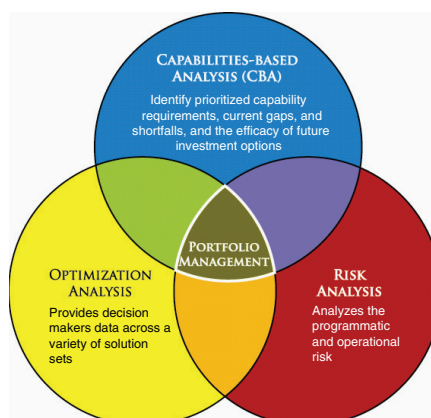 CAPABILITIES-BASED
ANALYSIS (CBA)
Identify prioritized capability
requirements, current gaps, and
shortfalls, and the efficacy of future
investment options
PORTFOLIO
MANAGEMENT
OPTIMIZATION
ANALYSIS
Provides decision
makers data across a
variety of solution
sets
RISK
ANALYSIS
Analyzes the
programmatic
and operational
risk